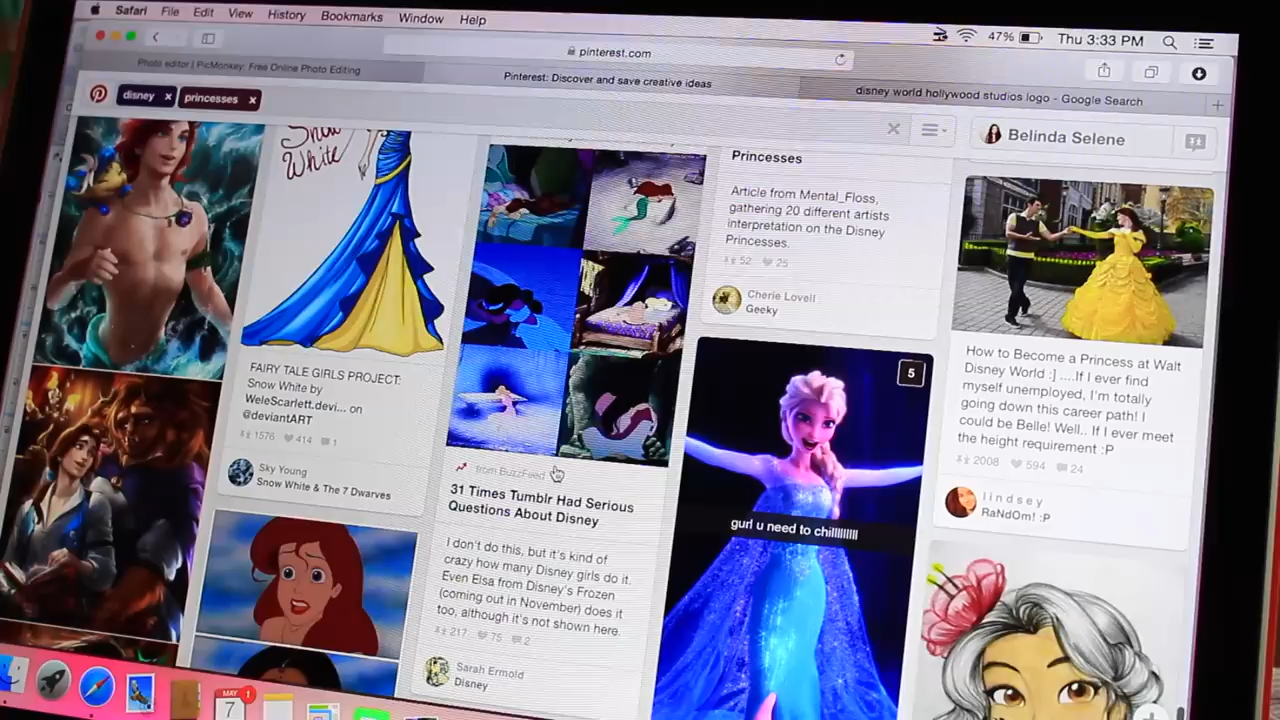 Safari File Edit View History Bookmarks Window Help
47% Thu 3:33 PM
pinterest.com
Photo editor | PicMonkey: Free Online Photo Editing
Pinterest: Discover and save creative ideas
disney world hollywood studios logo - Google Search
disney × princesses ×
Belinda Selene
Snow
White
FAIRY TALE GIRLS PROJECT:
Snow White by
WeleScarlett.devi... on
@deviantART
1576 414 1
Sky Young
Snow White & The 7 Dwarves
from BuzzFeed
31 Times Tumblr Had Serious
Questions About Disney
I don't do this, but it's kind of
crazy how many Disney girls do it.
Even Elsa from Disney's Frozen
(coming out in November) does it
too, although it's not shown here.
217 75 2
Sarah Ermold
Disney
Princesses
Article from Mental_Floss,
gathering 20 different artists
interpretation on the Disney
Princesses.
52 25
Cherie Lovell
Geeky
5
gurl u need to chillllllllll
How to Become a Princess at Walt
Disney World :] ....If I ever find
myself unemployed, I'm totally
going down this career path! I
could be Belle! Well.. If I ever meet
the height requirement :P
2008 594 24
lindsey
RaNdOm! :P
MAY 1
7